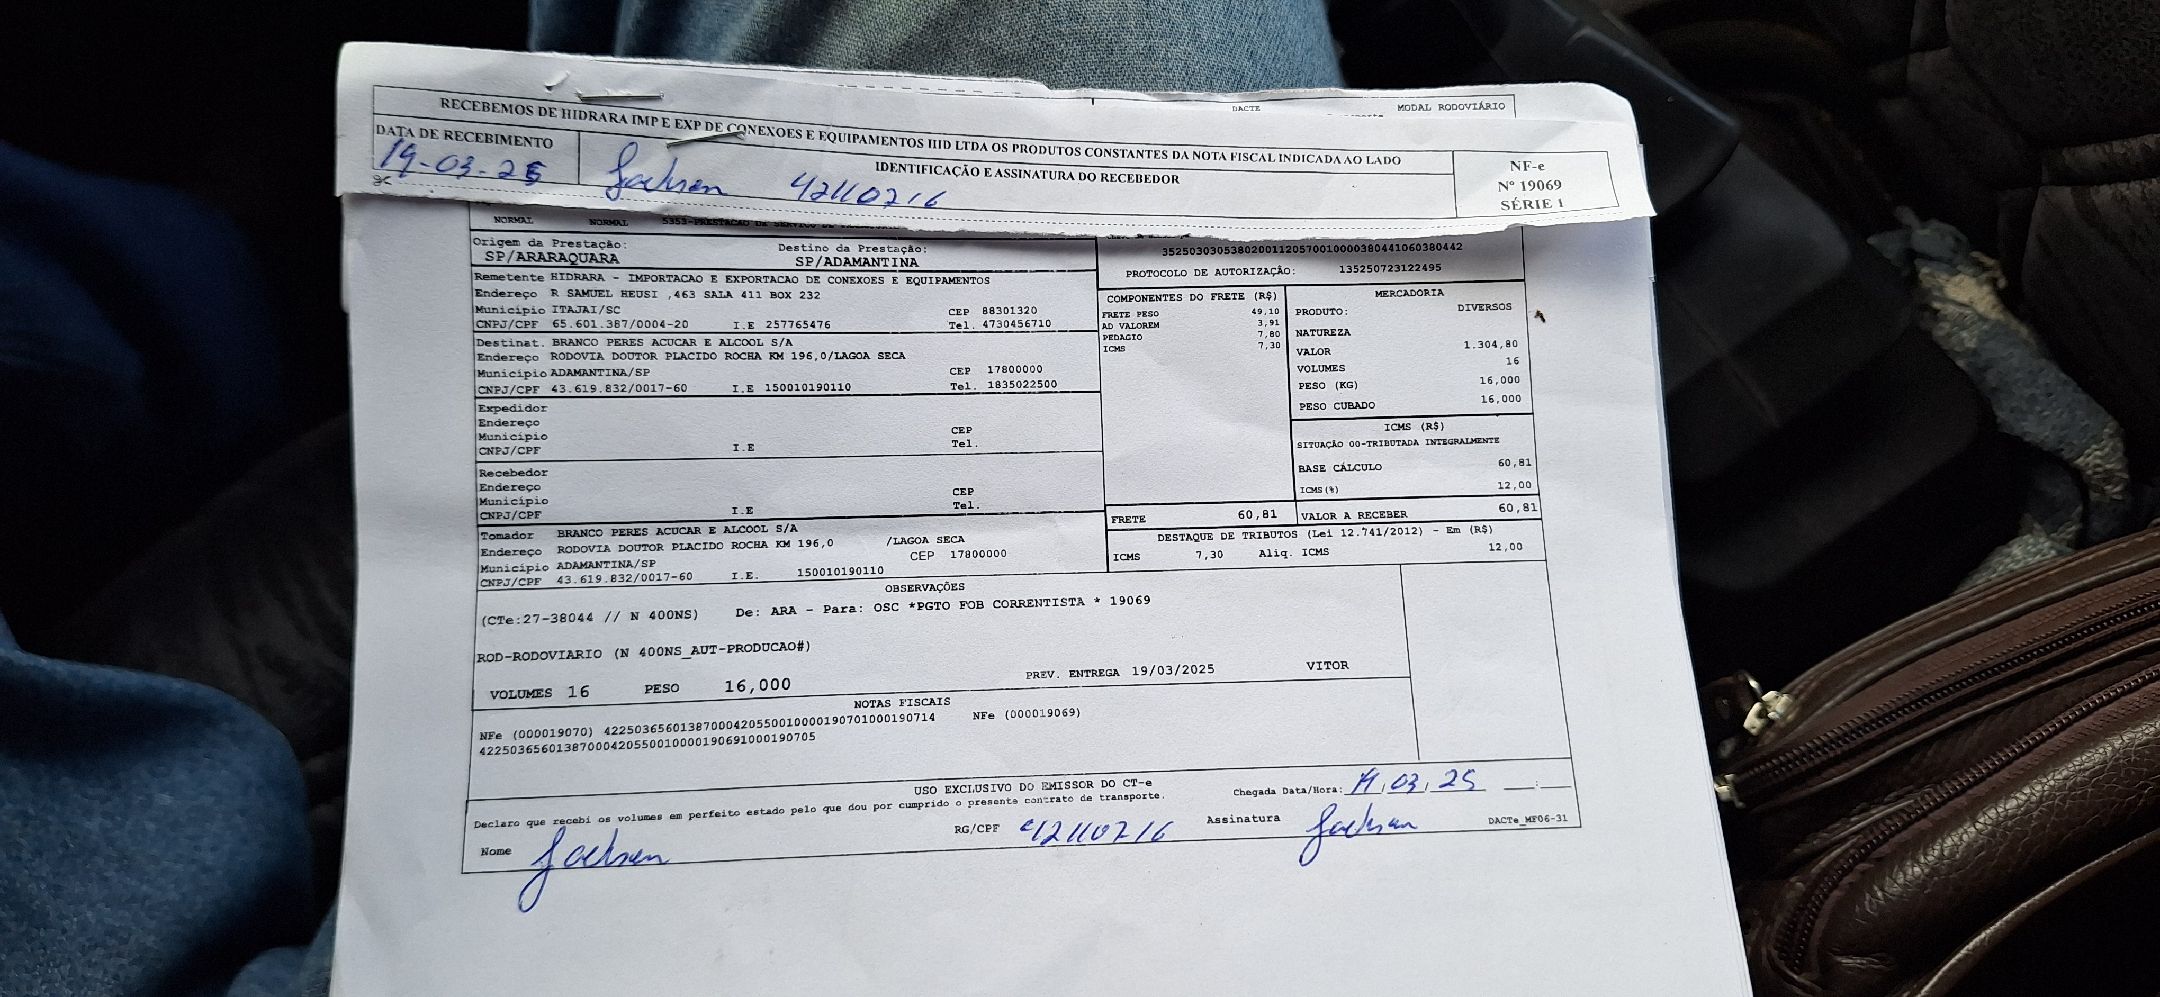 DACTE MODAL RODOVIÁRIO
RECEBEMOS DE HIDRARA IMP E EXP DE CONEXOES E EQUIPAMENTOS IIID LTDA OS PRODUTOS CONSTANTES DA NOTA FISCAL INDICADA AO LADO
DATA DE RECEBIMENTO
19-03-25
IDENTIFICAÇÃO E ASSINATURA DO RECEBEDOR
Jackson 42110716
NF-e
Nº 19069
SÉRIE 1
NORMAL NORMAL
Origem da Prestação:
SP/ARARAQUARA
Destino da Prestação:
SP/ADAMANTINA
35250303053802001120570010000380441060380442
PROTOCOLO DE AUTORIZAÇÃO: 135250723122495
Remetente HIDRARA - IMPORTACAO E EXPORTACAO DE CONEXOES E EQUIPAMENTOS
Endereço R SAMUEL HEUSI ,463 SALA 411 BOX 232
Município ITAJAI/SC CEP 88301320
CNPJ/CPF 65.601.387/0004-20 I.E 257765476 Tel. 4730456710
Destinat. BRANCO PERES ACUCAR E ALCOOL S/A
Endereço RODOVIA DOUTOR PLACIDO ROCHA KM 196,0/LAGOA SECA
Município ADAMANTINA/SP CEP 17800000
CNPJ/CPF 43.619.832/0017-60 I.E 150010190110 Tel. 1835022500
Expedidor
Endereço
Município CEP
CNPJ/CPF I.E Tel.
Recebedor
Endereço
Município CEP
CNPJ/CPF I.E Tel.
Tomador BRANCO PERES ACUCAR E ALCOOL S/A
Endereço RODOVIA DOUTOR PLACIDO ROCHA KM 196,0 /LAGOA SECA
Município ADAMANTINA/SP CEP 17800000
CNPJ/CPF 43.619.832/0017-60 I.E. 150010190110
COMPONENTES DO FRETE (R$)
FRETE PESO 49,10
AD VALOREM 3,91
PEDAGIO 7,80
ICMS 7,30
MERCADORIA
PRODUTO: DIVERSOS
NATUREZA
VALOR 1.304,80
VOLUMES 16
PESO (KG) 16,000
PESO CUBADO 16,000
ICMS (R$)
SITUAÇÃO 00-TRIBUTADA INTEGRALMENTE
BASE CÁLCULO 60,81
ICMS(%) 12,00
FRETE 60,81 VALOR A RECEBER 60,81
DESTAQUE DE TRIBUTOS (Lei 12.741/2012) - Em (R$)
ICMS 7,30 Aliq. ICMS 12,00
OBSERVAÇÕES
(CTe:27-38044 // N 400NS) De: ARA - Para: OSC *PGTO FOB CORRENTISTA * 19069
ROD-RODOVIARIO (N 400NS_AUT-PRODUCAO#)
VOLUMES 16 PESO 16,000 PREV. ENTREGA 19/03/2025 VITOR
NOTAS FISCAIS
NFe (000019070) 42250365601387000420550010000190701000190714 NFe (000019069)
42250365601387000420550010000190691000190705
USO EXCLUSIVO DO EMISSOR DO CT-e
Declaro que recebi os volumes em perfeito estado pelo que dou por cumprido o presente contrato de transporte.
Chegada Data/Hora: 19,03,25 __:__
Nome Jackson RG/CPF 42110716 Assinatura Jackson DACTe_MF06-31